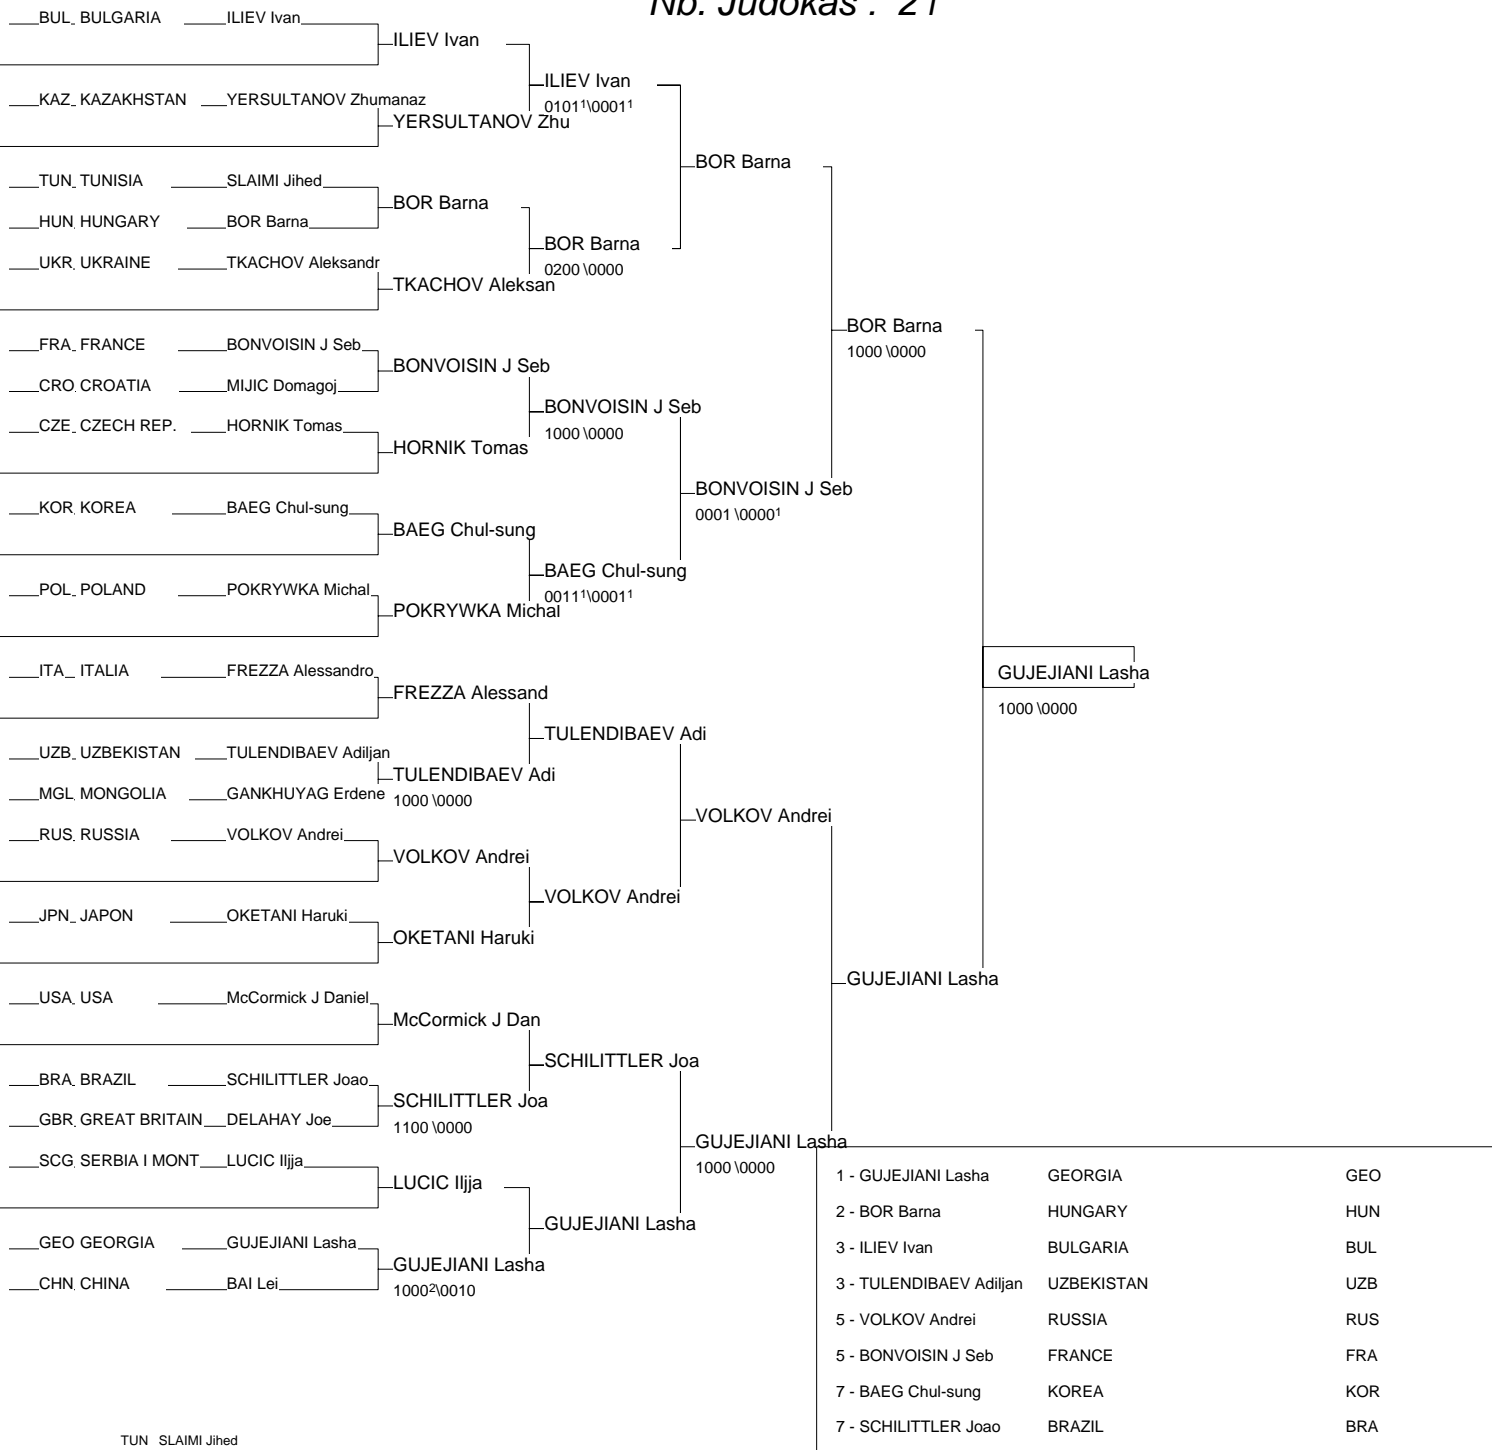 Nb. Judokas : 21
BUL BULGARIA ILIEV Ivan
ILIEV Ivan
ILIEV Ivan
0101¹\0001¹
KAZ KAZAKHSTAN YERSULTANOV Zhumanaz
YERSULTANOV Zhu
BOR Barna
TUN TUNISIA SLAIMI Jihed
BOR Barna
HUN HUNGARY BOR Barna
BOR Barna
0200 \0000
UKR UKRAINE TKACHOV Aleksandr
TKACHOV Aleksan
BOR Barna
1000 \0000
FRA FRANCE BONVOISIN J Seb
BONVOISIN J Seb
CRO CROATIA MIJIC Domagoj
BONVOISIN J Seb
1000 \0000
CZE CZECH REP. HORNIK Tomas
HORNIK Tomas
BONVOISIN J Seb
0001 \0000¹
KOR KOREA BAEG Chul-sung
BAEG Chul-sung
BAEG Chul-sung
0011¹\0001¹
POL POLAND POKRYWKA Michal
POKRYWKA Michal
ITA ITALIA FREZZA Alessandro
GUJEJIANI Lasha
1000 \0000
FREZZA Alessand
TULENDIBAEV Adi
UZB UZBEKISTAN TULENDIBAEV Adiljan
TULENDIBAEV Adi
1000 \0000
MGL MONGOLIA GANKHUYAG Erdene
VOLKOV Andrei
RUS RUSSIA VOLKOV Andrei
VOLKOV Andrei
VOLKOV Andrei
JPN JAPON OKETANI Haruki
OKETANI Haruki
GUJEJIANI Lasha
USA USA McCormick J Daniel
McCormick J Dan
SCHILITTLER Joa
BRA BRAZIL SCHILITTLER Joao
SCHILITTLER Joa
1100 \0000
GBR GREAT BRITAIN DELAHAY Joe
GUJEJIANI Lasha
1000 \0000
SCG SERBIA I MONT LUCIC Iljja
LUCIC Iljja
GUJEJIANI Lasha
GEO GEORGIA GUJEJIANI Lasha
GUJEJIANI Lasha
1000²\0010
CHN CHINA BAI Lei
1 - GUJEJIANI Lasha GEORGIA GEO
2 - BOR Barna HUNGARY HUN
3 - ILIEV Ivan BULGARIA BUL
3 - TULENDIBAEV Adiljan UZBEKISTAN UZB
5 - VOLKOV Andrei RUSSIA RUS
5 - BONVOISIN J Seb FRANCE FRA
7 - BAEG Chul-sung KOREA KOR
7 - SCHILITTLER Joao BRAZIL BRA
TUN SLAIMI Jihed